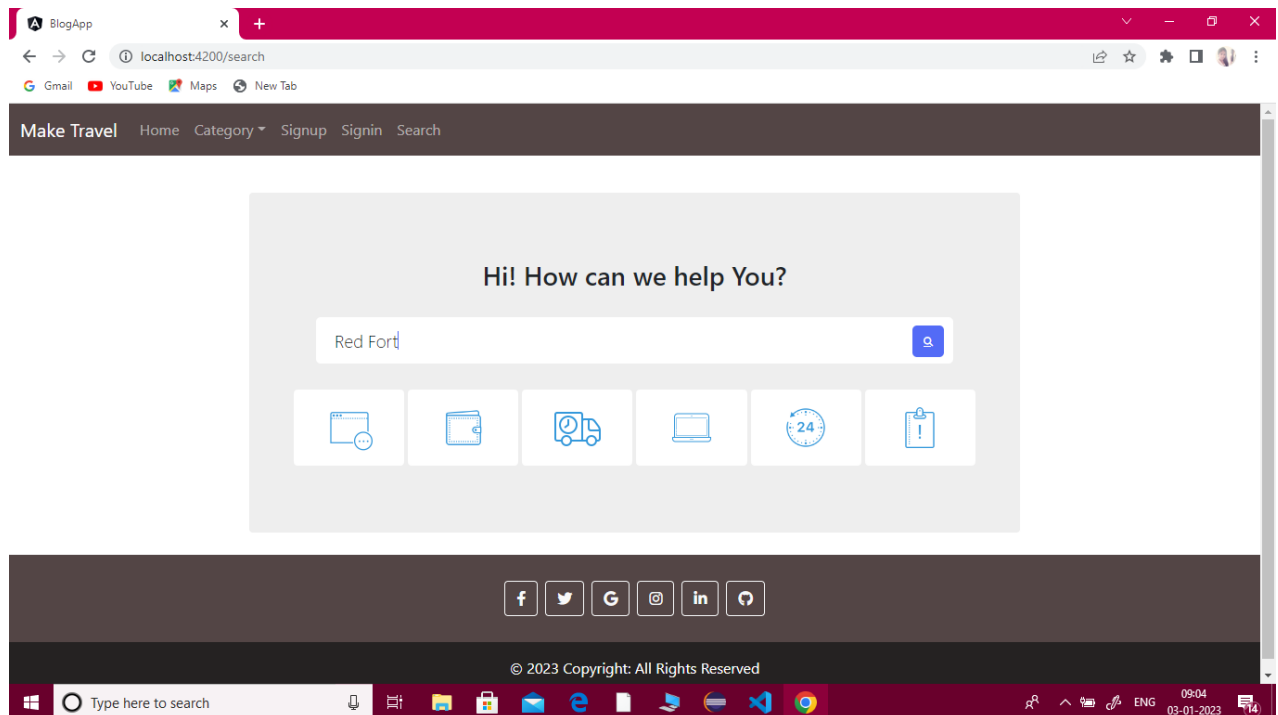 BlogApp
localhost:4200/search
Gmail YouTube Maps New Tab
Make Travel Home Category Signup Signin Search
Hi! How can we help You?
Red Fort
24
!
f G in
© 2023 Copyright: All Rights Reserved
Type here to search
ENG
09:04
03-01-2023
14